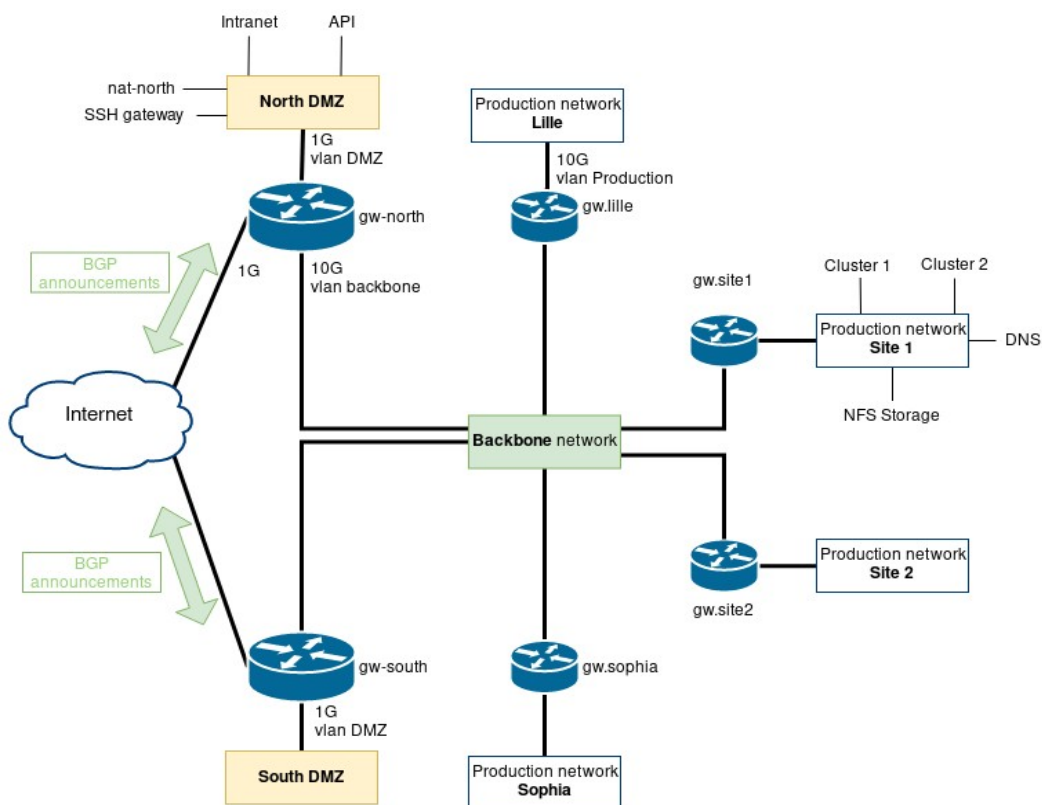 Intranet
API
nat-north
SSH gateway
North DMZ
1G
vlan DMZ
gw-north
BGP
announcements
1G
10G
vlan backbone
Production network
Lille
10G
vlan Production
gw.lille
Cluster 1
Cluster 2
gw.site1
Production network
Site 1
DNS
NFS Storage
Internet
Backbone network
BGP
announcements
Production network
Site 2
gw.site2
gw-south
gw.sophia
1G
vlan DMZ
South DMZ
Production network
Sophia